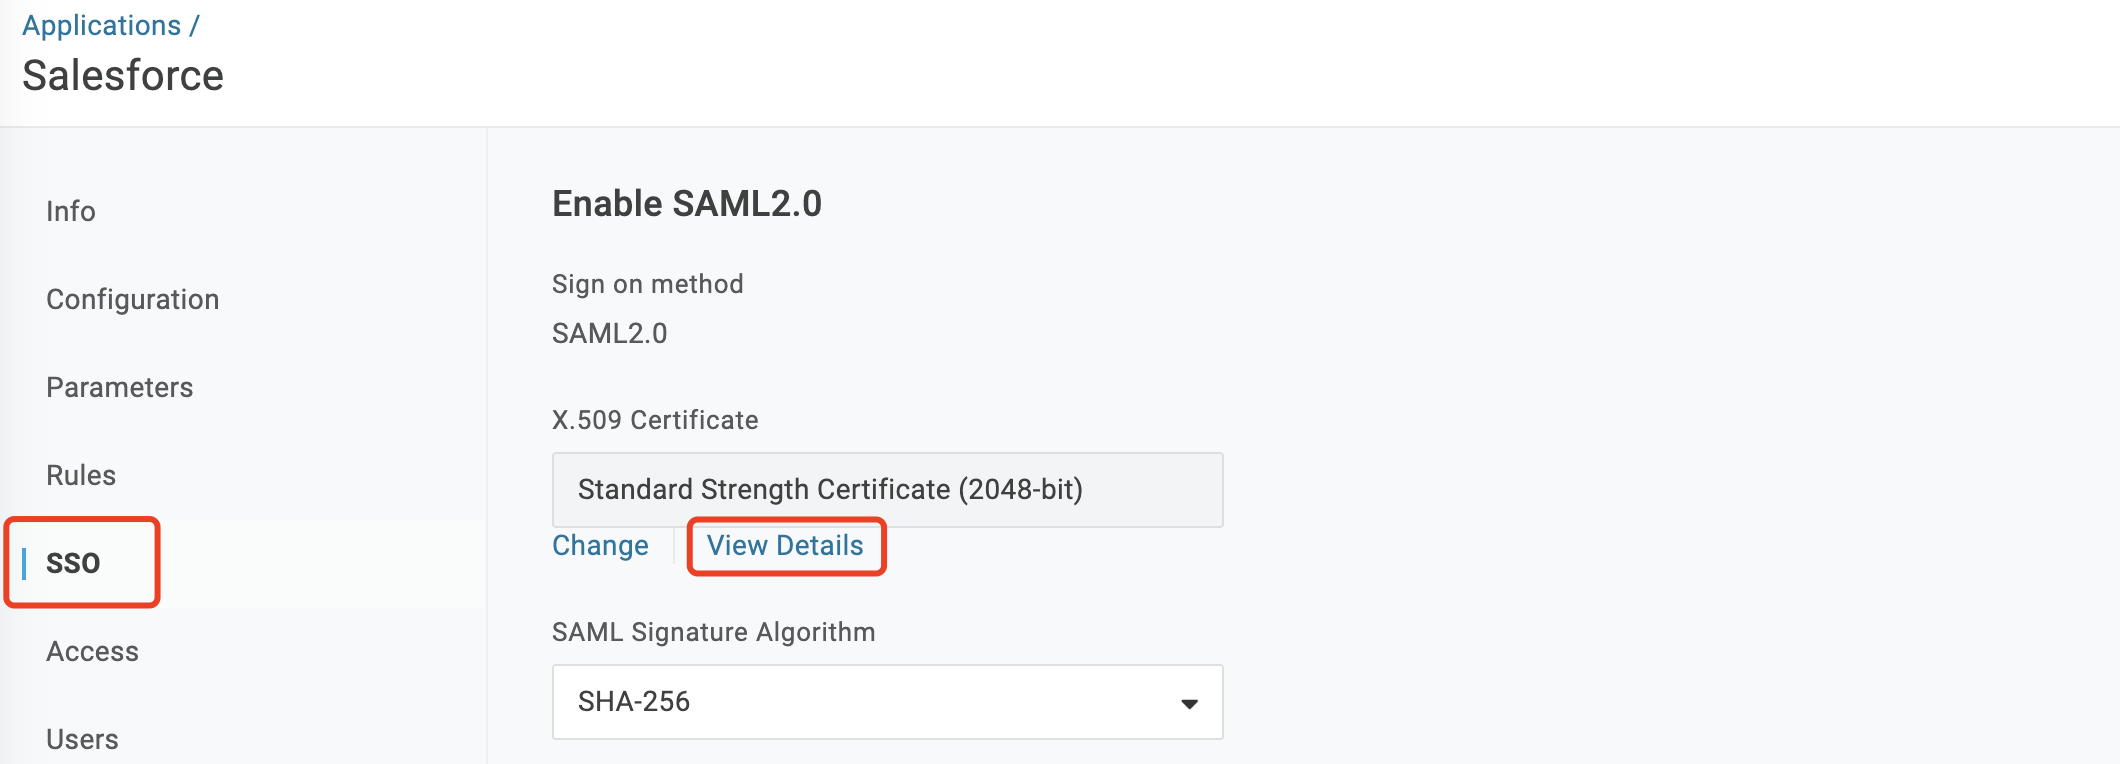 Applications /
Salesforce
Info
Configuration
Parameters
Rules
SSO
Access
Users
Enable SAML2.0
Sign on method
SAML2.0
X.509 Certificate
Standard Strength Certificate (2048-bit)
Change View Details
SAML Signature Algorithm
SHA-256